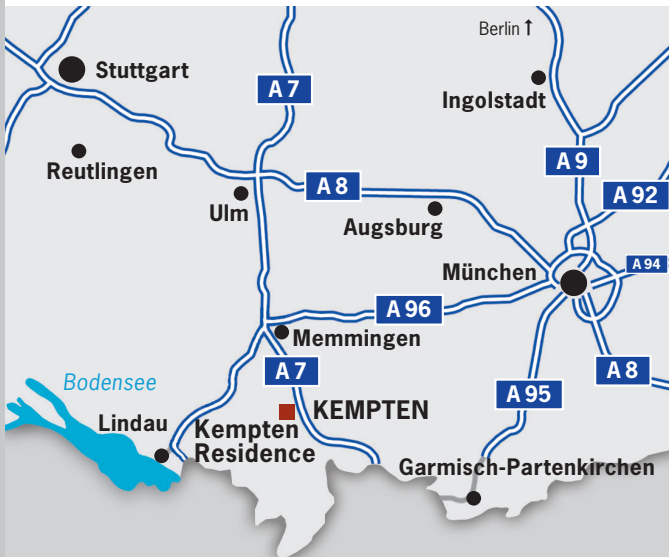 Berlin ↑
Stuttgart
A 7
Ingolstadt
Reutlingen
A 9
A 8
A 92
Ulm
Augsburg
München
A 94
A 96
Memmingen
A 7
A 8
Bodensee
A 95
KEMPTEN
Lindau
Kempten
Residence
Garmisch-Partenkirchen